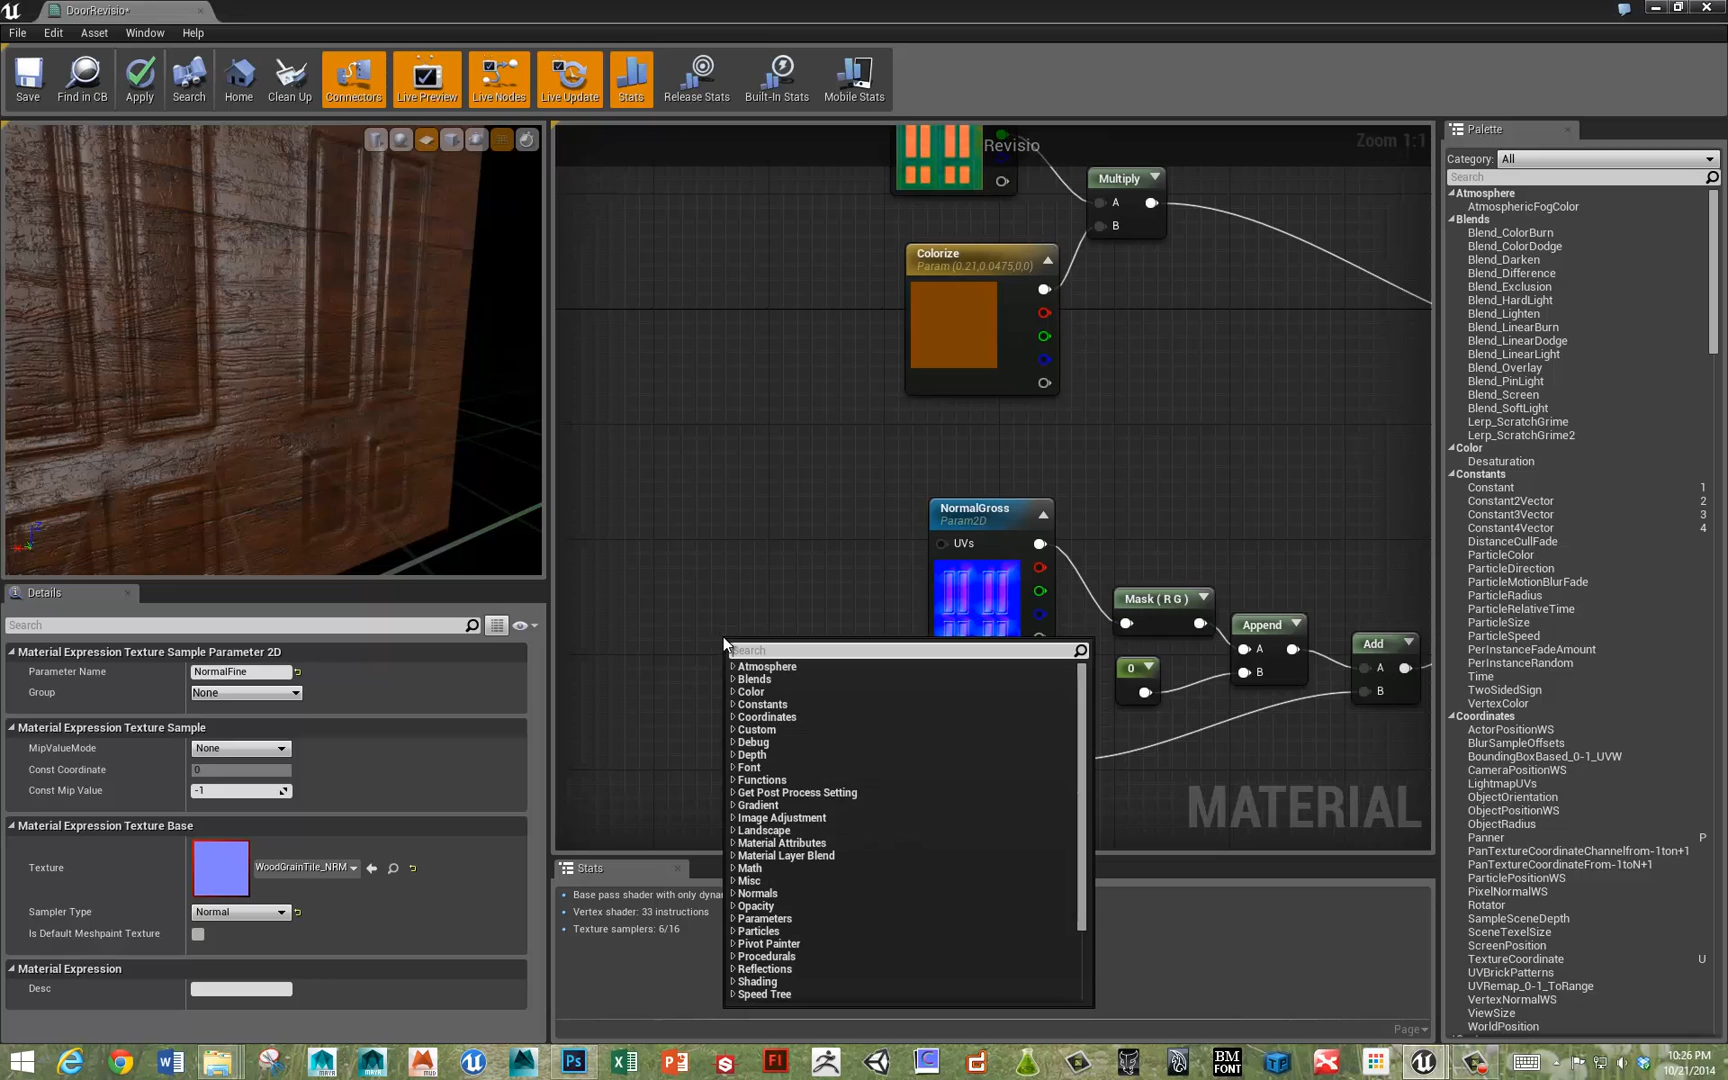 DoorRevisio*
File Edit Asset Window Help
Save Find in CB Apply Search Home Clean Up Connectors Live Preview Live Nodes Live Update Stats Release Stats Built-In Stats Mobile Stats
Revisio
Zoom 1:1
Multiply
A
B
Colorize
Param (0.21,0.0475,0,0)
NormalGross
Param2D
UVs
Mask ( R G )
Append
A
B
0
Add
A
B
MATERIAL
Search
Atmosphere
Blends
Color
Constants
Coordinates
Custom
Debug
Depth
Font
Functions
Get Post Process Setting
Gradient
Image Adjustment
Landscape
Material Attributes
Material Layer Blend
Math
Misc
Normals
Opacity
Parameters
Particles
Pivot Painter
Procedurals
Reflections
Shading
Speed Tree
Details
Search
Material Expression Texture Sample Parameter 2D
Parameter Name NormalFine
Group None
Material Expression Texture Sample
MipValueMode None
Const Coordinate 0
Const Mip Value -1
Material Expression Texture Base
Texture WoodGrainTile_NRM
Sampler Type Normal
Is Default Meshpaint Texture
Material Expression
Desc
Stats
Base pass shader with only dyna
Vertex shader: 33 instructions
Texture samplers: 6/16
Page
Palette
Category: All
Search
Atmosphere
AtmosphericFogColor
Blends
Blend_ColorBurn
Blend_ColorDodge
Blend_Darken
Blend_Difference
Blend_Exclusion
Blend_HardLight
Blend_Lighten
Blend_LinearBurn
Blend_LinearDodge
Blend_LinearLight
Blend_Overlay
Blend_PinLight
Blend_Screen
Blend_SoftLight
Lerp_ScratchGrime
Lerp_ScratchGrime2
Color
Desaturation
Constants
Constant 1
Constant2Vector 2
Constant3Vector 3
Constant4Vector 4
DistanceCullFade
ParticleColor
ParticleDirection
ParticleMotionBlurFade
ParticleRadius
ParticleRelativeTime
ParticleSize
ParticleSpeed
PerInstanceFadeAmount
PerInstanceRandom
Time
TwoSidedSign
VertexColor
Coordinates
ActorPositionWS
BlurSampleOffsets
BoundingBoxBased_0-1_UVW
CameraPositionWS
LightmapUVs
ObjectOrientation
ObjectPositionWS
ObjectRadius
Panner P
PanTextureCoordinateChannelfrom-1ton+1
PanTextureCoordinateFrom-1toN+1
ParticlePositionWS
PixelNormalWS
Rotator
SampleSceneDepth
SceneTexelSize
ScreenPosition
TextureCoordinate U
UVBrickPatterns
UVRemap_0-1_ToRange
VertexNormalWS
ViewSize
WorldPosition
MAYA
MAYA
MUD
Ps
BM
FONT
10:26 PM
10/21/2014